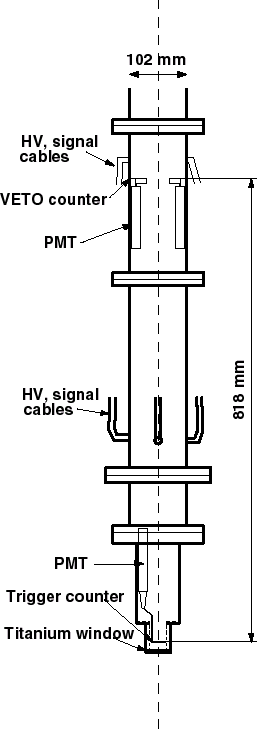 102 mm
HV, signal
cables
VETO counter
PMT
HV, signal
cables
818 mm
PMT
Trigger counter
Titanium window